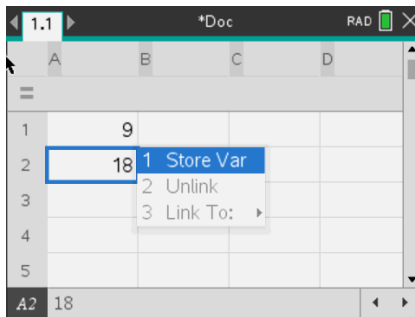 1.1 *Doc RAD
A B C D
=
1 9
2 18
3
4
5
1 Store Var
2 Unlink
3 Link To:
A2 18